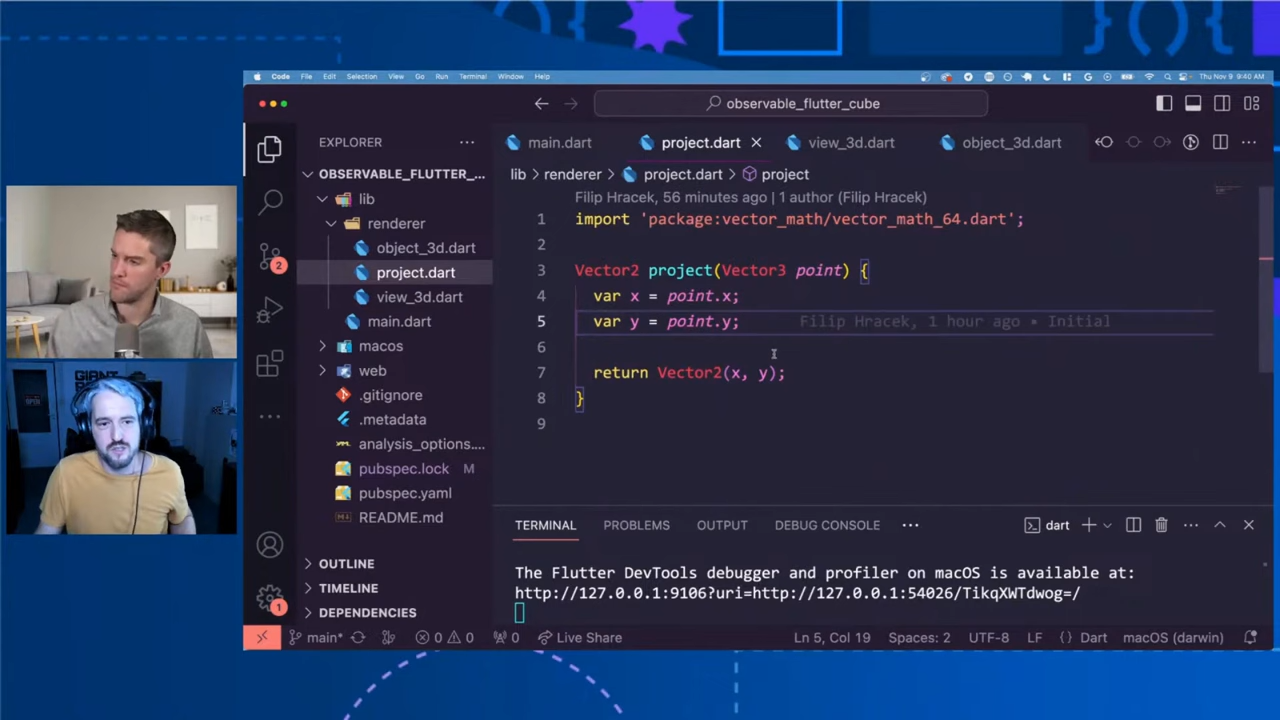 Code File Edit Selection View Go Run Terminal Window Help
Thu Nov 9 9:40 AM
observable_flutter_cube
EXPLORER
OBSERVABLE_FLUTTER_...
lib
renderer
object_3d.dart
project.dart
view_3d.dart
main.dart
macos
web
.gitignore
.metadata
analysis_options....
pubspec.lock M
pubspec.yaml
README.md
OUTLINE
TIMELINE
DEPENDENCIES
2
1
main.dart project.dart view_3d.dart object_3d.dart
lib > renderer > project.dart > project
Filip Hracek, 56 minutes ago | 1 author (Filip Hracek)
1 import 'package:vector_math/vector_math_64.dart';
2
3 Vector2 project(Vector3 point) {
4 var x = point.x;
5 var y = point.y; Filip Hracek, 1 hour ago • Initial
6
7 return Vector2(x, y);
8 }
9
TERMINAL PROBLEMS OUTPUT DEBUG CONSOLE ... dart
The Flutter DevTools debugger and profiler on macOS is available at:
http://127.0.0.1:9106?uri=http://127.0.0.1:54026/TikqXWTdwog=/
main* 0 0 0 Live Share Ln 5, Col 19 Spaces: 2 UTF-8 LF {} Dart macOS (darwin)